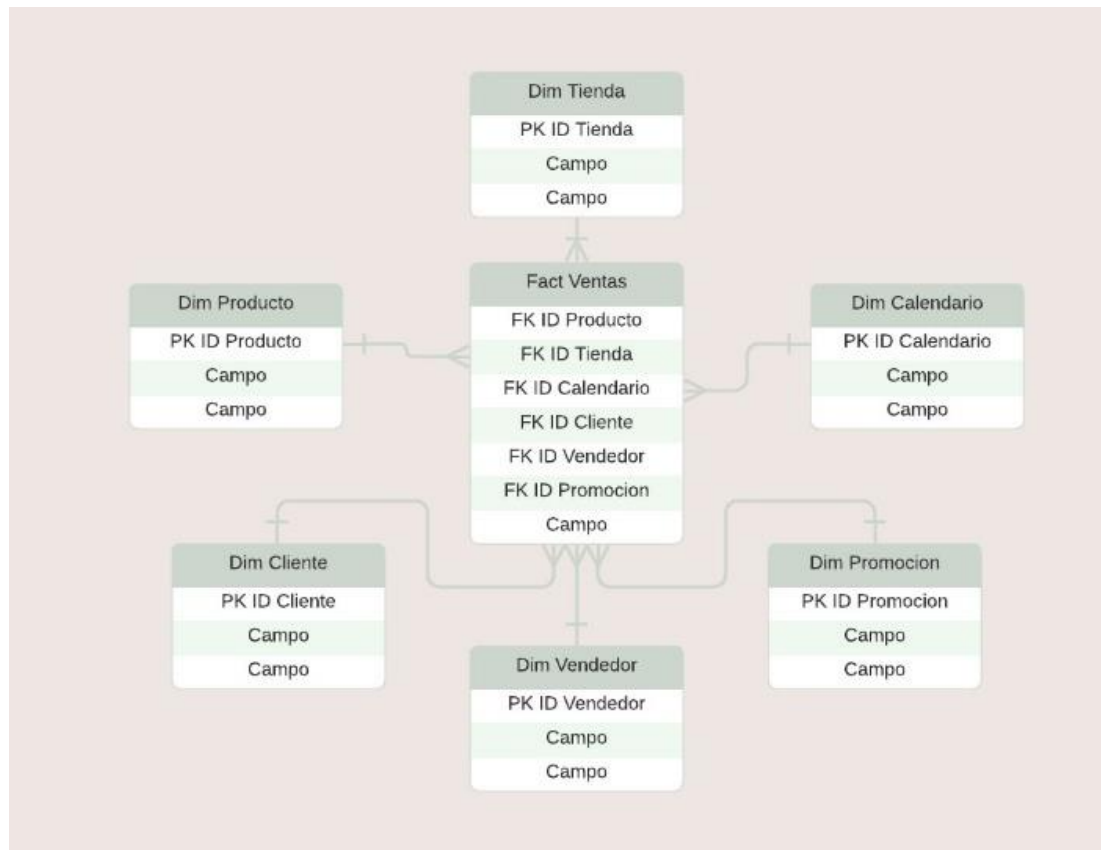 Dim Tienda
PK ID Tienda
Campo
Campo
Fact Ventas
FK ID Producto
FK ID Tienda
FK ID Calendario
FK ID Cliente
FK ID Vendedor
FK ID Promocion
Campo
Dim Producto
PK ID Producto
Campo
Campo
Dim Calendario
PK ID Calendario
Campo
Campo
Dim Cliente
PK ID Cliente
Campo
Campo
Dim Vendedor
PK ID Vendedor
Campo
Campo
Dim Promocion
PK ID Promocion
Campo
Campo